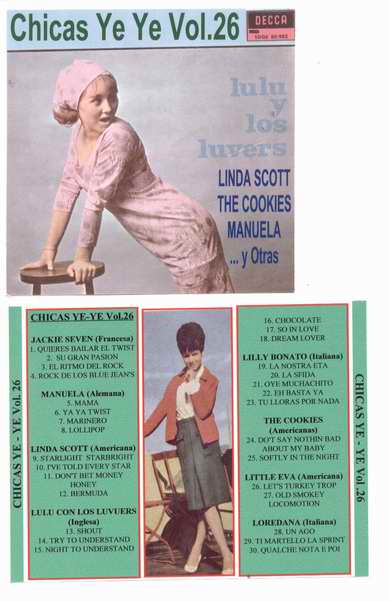 Chicas Ye Ye Vol.26
DECCA
lulu
y
los
luvers
LINDA SCOTT
THE COOKIES
MANUELA
... y Otras
CHICAS YE - YE Vol. 26
CHICAS YE-YE Vol.26
JACKIE SEVEN (Francesa)
1. QUIERES BAILAR EL TWIST
2. SU GRAN PASION
3. EL RITMO DEL ROCK
4. ROCK DE LOS BLUE JEAN'S
MANUELA (Alemana)
5. MAMA
6. YA YA TWIST
7. MARINERO
8. LOLLIPOP
LINDA SCOTT (Americana)
9. STARLIGHT STARBRIGHT
10. I'VE TOLD EVERY STAR
11. DON'T BET MONEY
HONEY
12. BERMUDA
LULU CON LOS LUVUERS
(Inglesa)
13. SHOUT
14. TRY TO UNDERSTAND
15. NIGHT TO UNDERSTAND
16. CHOCOLATE
17. SO IN LOVE
18. DREAM LOVER
LILLY BONATO (Italiana)
19. LA NOSTRA ETA
20. LA SFIDA
21. OYE MUCHACHITO
22. EH BASTA YA
23. TU LLORAS POR NADA
THE COOKIES
(Americanas)
24. DO'T SAY NOTHIN BAD
ABOUT MY BABY
25. SOFTLY IN THE NIGHT
LITTLE EVA (Americana)
26. LET'S TURKEY TROP
27. OLD SMOKEY
LOCOMOTION
LOREDANA (Italiana)
28. UN AGO
29. TI MARTELLO LA SPRINT
30. QUALCHE NOTA E POI
CHICAS YE - YE Vol .26